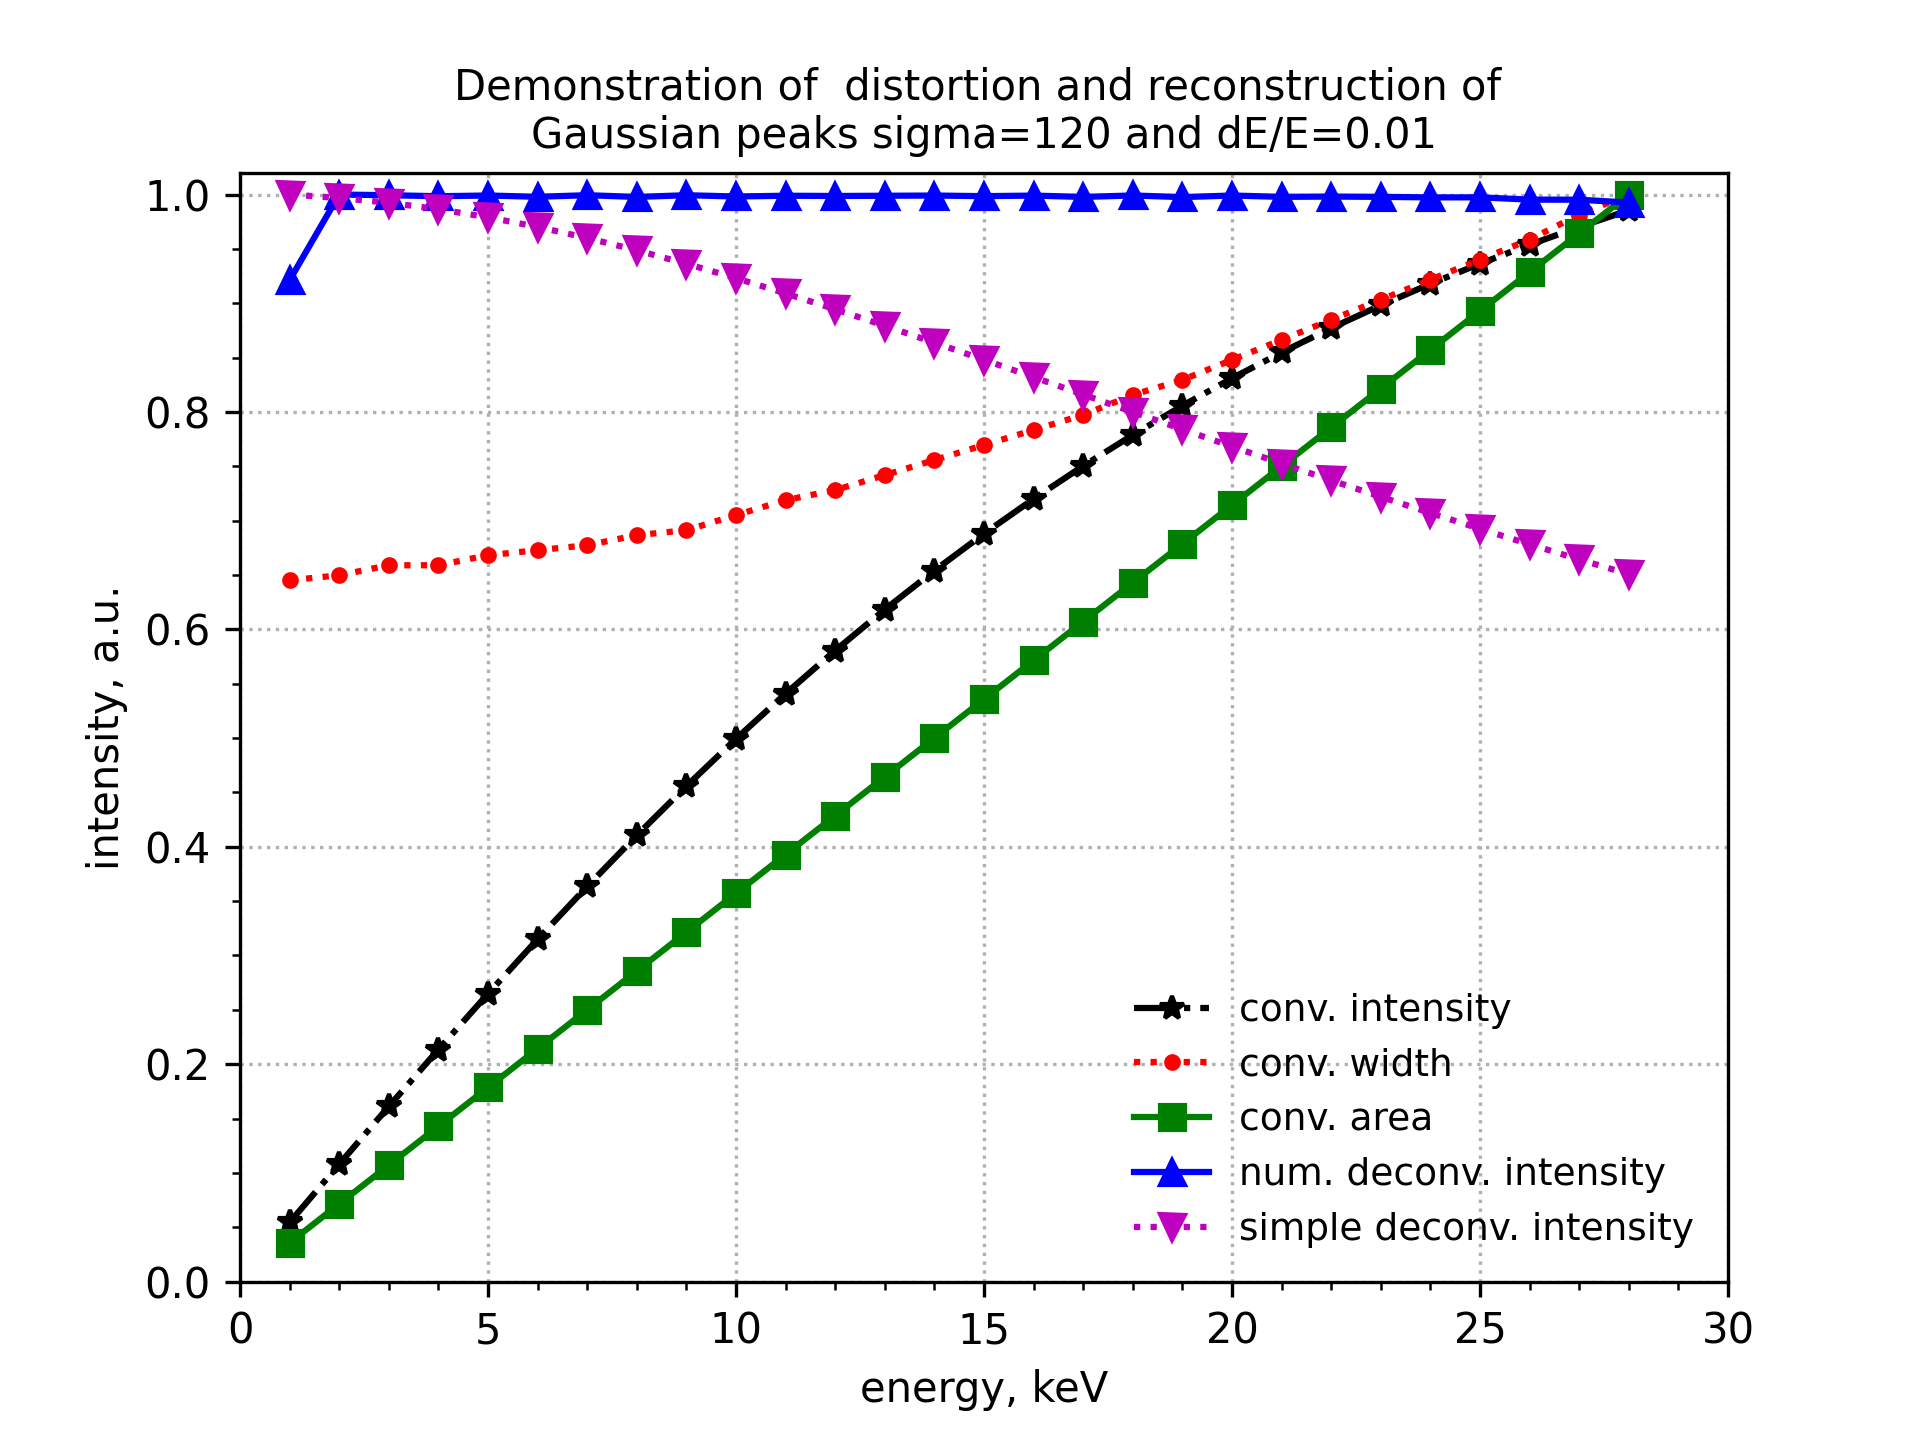 Demonstration of  distortion and reconstruction of
Gaussian peaks sigma=120 and dE/E=0.01
1.0
0.8
0.6
0.4
0.2
0.0
intensity, a.u.
conv. intensity
conv. width
conv. area
num. deconv. intensity
simple deconv. intensity
0 5 10 15 20 25 30
energy, keV